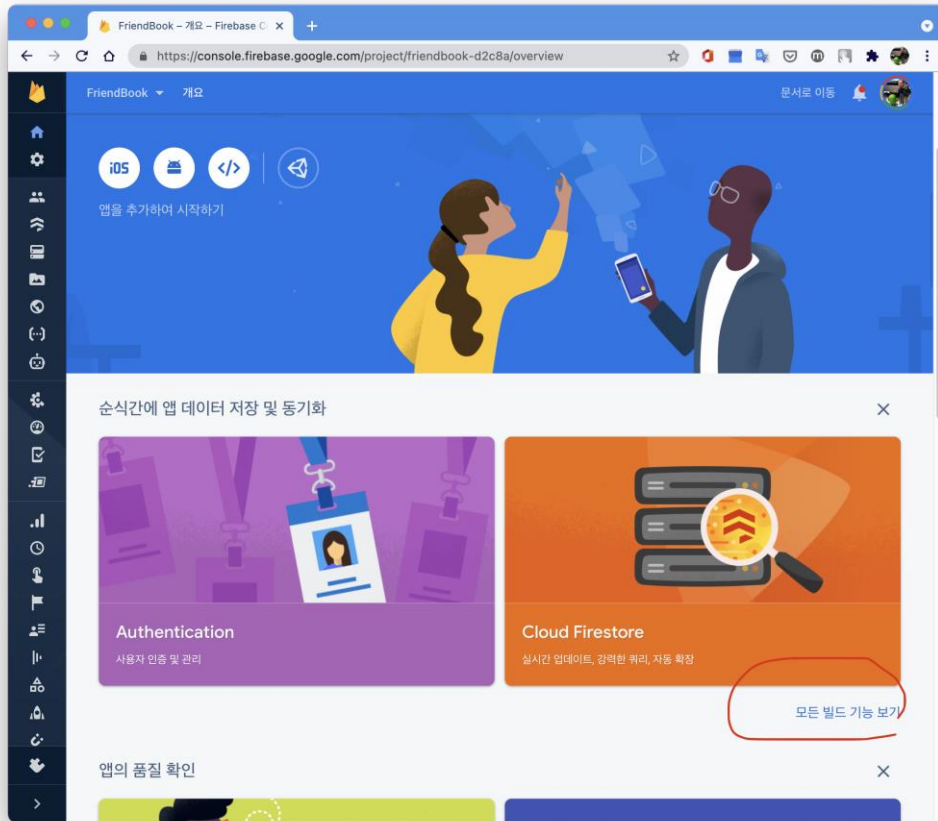 FriendBook – 개요 – Firebase C
https://console.firebase.google.com/project/friendbook-d2c8a/overview
FriendBook 개요 문서로 이동
iOS </>
앱을 추가하여 시작하기
순식간에 앱 데이터 저장 및 동기화
Authentication
사용자 인증 및 관리
Cloud Firestore
실시간 업데이트, 강력한 쿼리, 자동 확장
모든 빌드 기능 보기
앱의 품질 확인